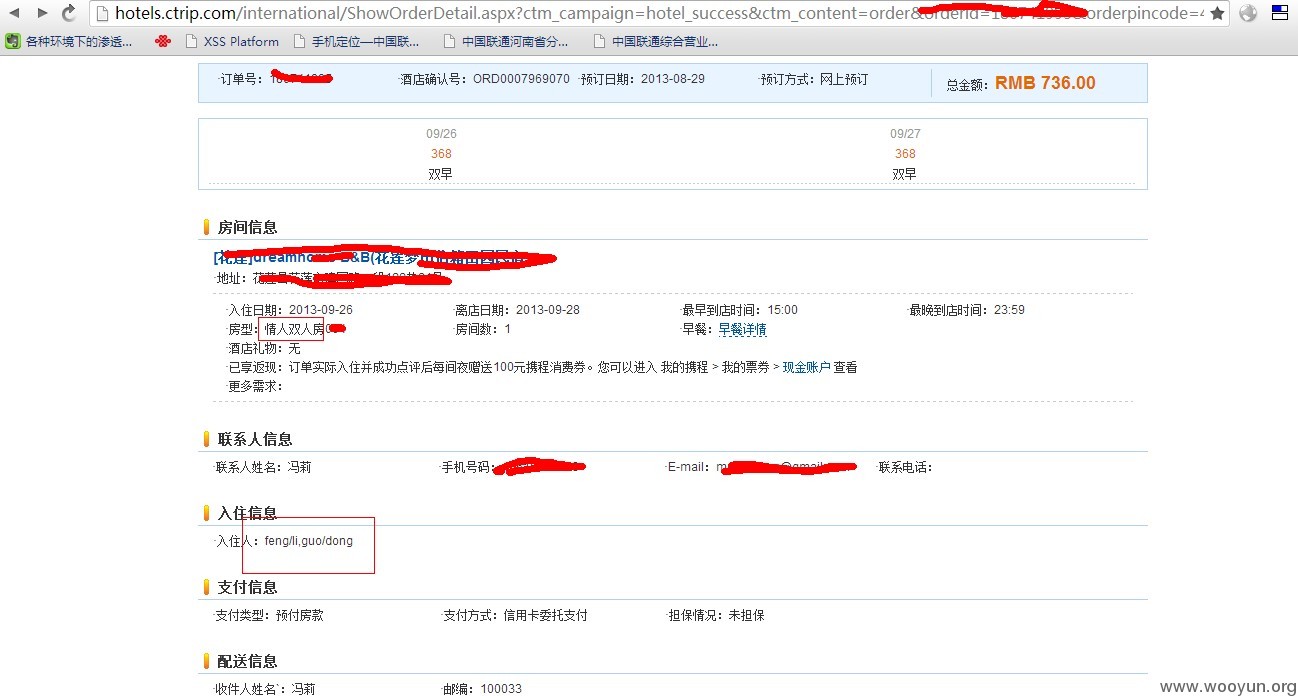 hotels.ctrip.com/international/ShowOrderDetail.aspx?ctm_campaign=hotel_success&ctm_content=order&orderid= &orderpincode=4
各种环境下的渗透... XSS Platform 手机定位—中国联... 中国联通河南省分... 中国联通综合营业...
订单号： 酒店确认号：ORD0007969070 预订日期：2013-08-29 预订方式：网上预订 总金额：RMB 736.00
09/26 09/27
368 368
双早 双早
房间信息
[花莲]dreamhome B&B(花莲梦
地址：
入住日期：2013-09-26 离店日期：2013-09-28 最早到店时间：15:00 最晚到店时间：23:59
房型：情人双人房 房间数：1 早餐：早餐详情
酒店礼物：无
已享返现：订单实际入住并成功点评后每间夜赠送100元携程消费券。您可以进入 我的携程 > 我的票券 > 现金账户 查看
更多需求：
联系人信息
联系人姓名：冯莉 手机号码： E-mail： 联系电话：
入住信息
入住人：feng/li,guo/dong
支付信息
支付类型：预付房款 支付方式：信用卡委托支付 担保情况：未担保
配送信息
收件人姓名`：冯莉 邮编：100033
www.wooyun.org